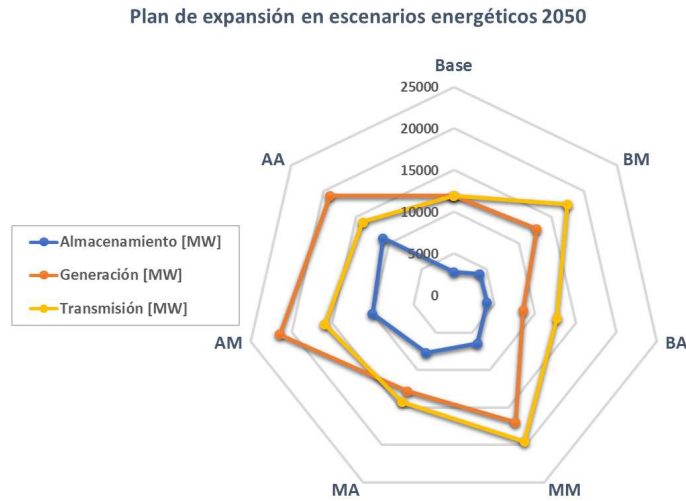 Plan de expansión en escenarios energéticos 2050
Base
25000
20000
15000
10000
5000
0
BM
BA
MM
MA
AM
AA
Almacenamiento [MW]
Generación [MW]
Transmisión [MW]